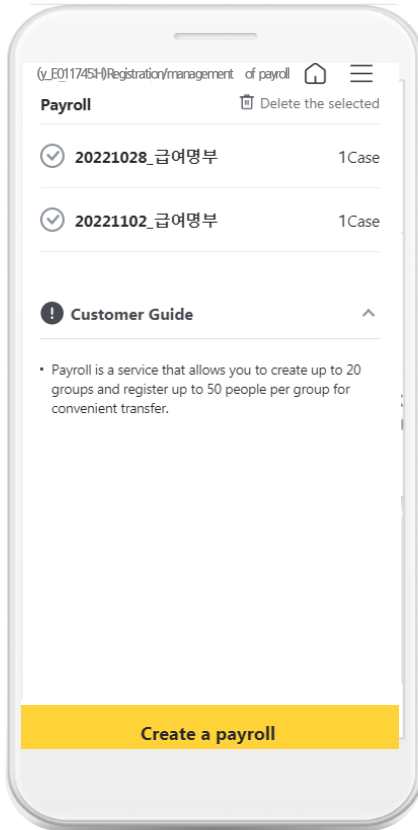 (y_E011745:H)Registration/management of payroll
Payroll
Delete the selected
20221028_급여명부
1Case
20221102_급여명부
1Case
Customer Guide
• Payroll is a service that allows you to create up to 20
groups and register up to 50 people per group for
convenient transfer.
Create a payroll